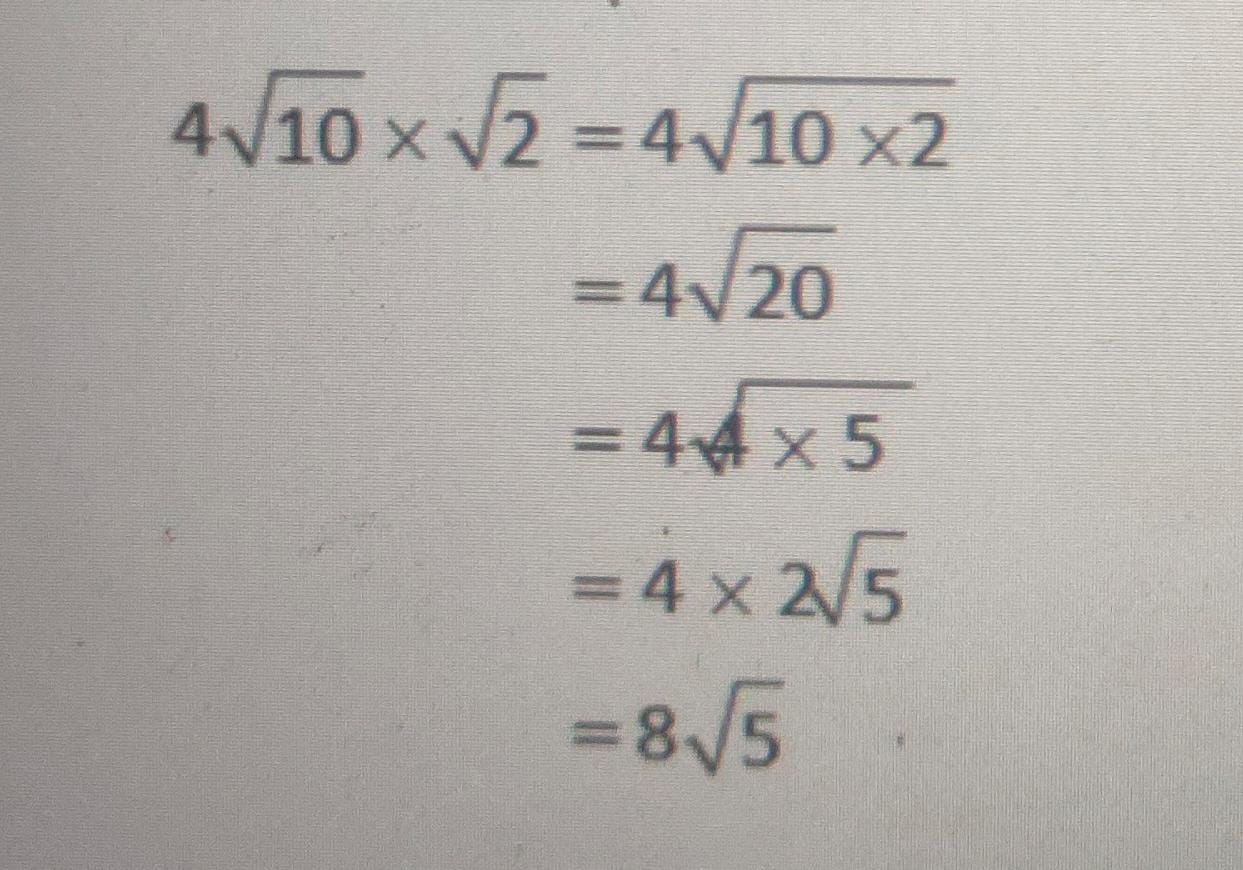 4√10 × √2 = 4√10 ×2
= 4√20
= 4√4 × 5
= 4 × 2√5
= 8√5